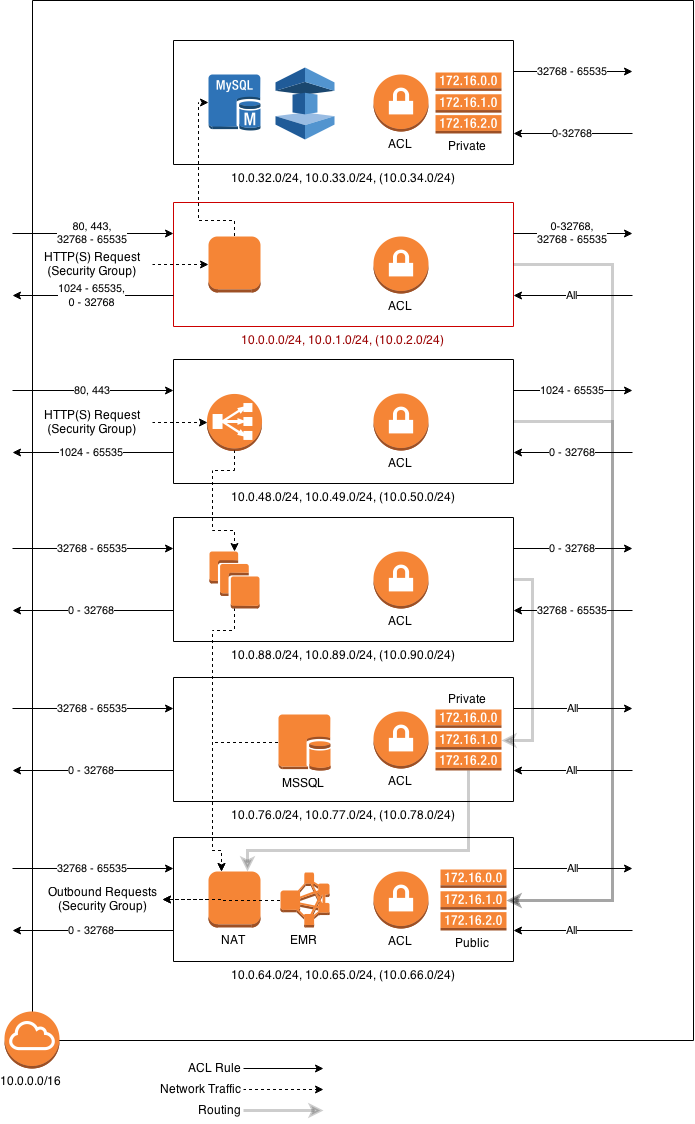 MySQL
M
172.16.0.0
172.16.1.0
172.16.2.0
ACL
Private
32768 - 65535
0-32768
10.0.32.0/24, 10.0.33.0/24, (10.0.34.0/24)
80, 443,
32768 - 65535
HTTP(S) Request
(Security Group)
1024 - 65535,
0 - 32768
ACL
0-32768,
32768 - 65535
All
10.0.0.0/24, 10.0.1.0/24, (10.0.2.0/24)
80, 443
HTTP(S) Request
(Security Group)
1024 - 65535
ACL
1024 - 65535
0 - 32768
10.0.48.0/24, 10.0.49.0/24, (10.0.50.0/24)
32768 - 65535
0 - 32768
ACL
0 - 32768
32768 - 65535
10.0.88.0/24, 10.0.89.0/24, (10.0.90.0/24)
32768 - 65535
0 - 32768
MSSQL
ACL
Private
172.16.0.0
172.16.1.0
172.16.2.0
All
All
10.0.76.0/24, 10.0.77.0/24, (10.0.78.0/24)
32768 - 65535
Outbound Requests
(Security Group)
0 - 32768
NAT
EMR
ACL
172.16.0.0
172.16.1.0
172.16.2.0
Public
All
All
10.0.64.0/24, 10.0.65.0/24, (10.0.66.0/24)
10.0.0.0/16
ACL Rule
Network Traffic
Routing